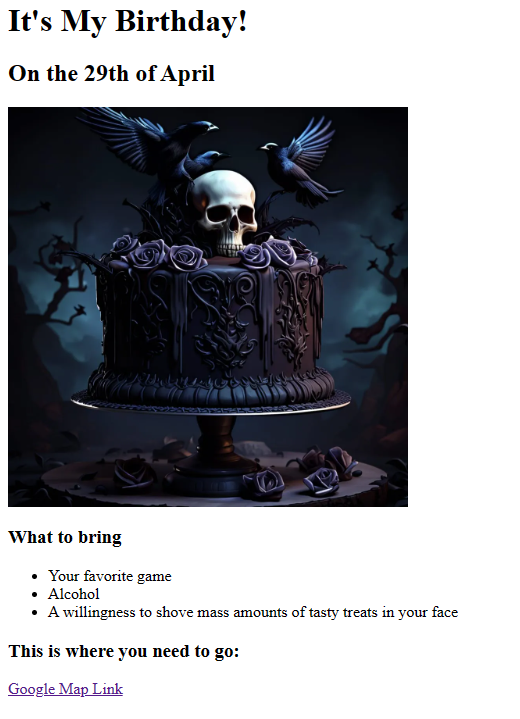 It's My Birthday!
On the 29th of April
What to bring
Your favorite game
Alcohol
A willingness to shove mass amounts of tasty treats in your face
This is where you need to go:
Google Map Link